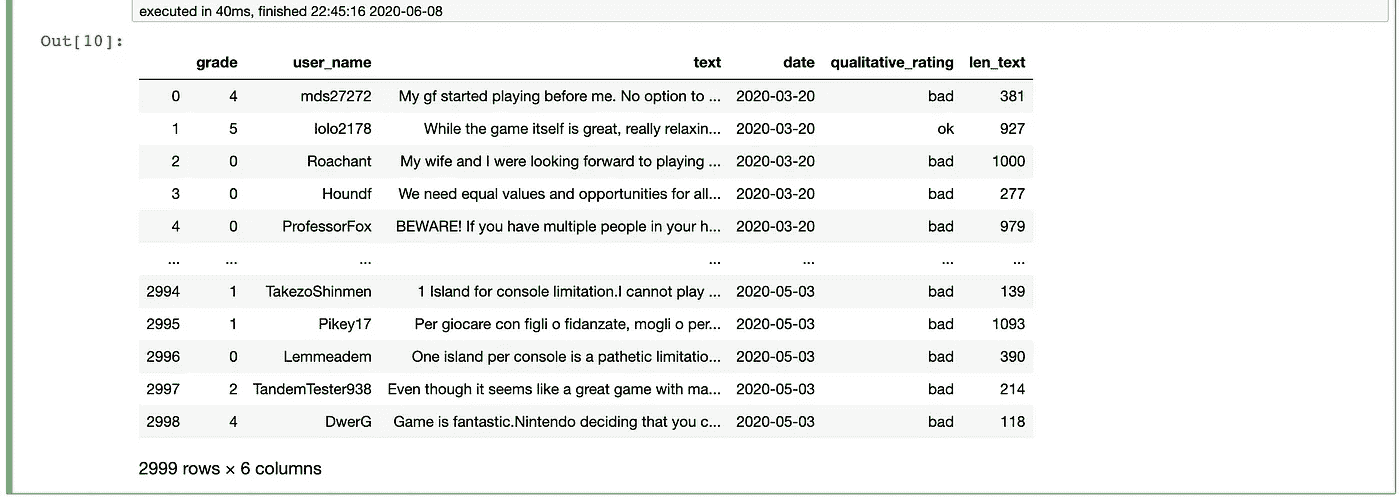 executed in 40ms, finished 22:45:16 2020-06-08
Out[10]:
grade user_name text date qualitative_rating len_text
0 4 mds27272 My gf started playing before me. No option to ... 2020-03-20 bad 381
1 5 lolo2178 While the game itself is great, really relaxin... 2020-03-20 ok 927
2 0 Roachant My wife and I were looking forward to playing ... 2020-03-20 bad 1000
3 0 Houndf We need equal values and opportunities for all... 2020-03-20 bad 277
4 0 ProfessorFox BEWARE! If you have multiple people in your h... 2020-03-20 bad 979
... ... ... ... ... ... ...
2994 1 TakezoShinmen 1 Island for console limitation.I cannot play ... 2020-05-03 bad 139
2995 1 Pikey17 Per giocare con figli o fidanzate, mogli o per... 2020-05-03 bad 1093
2996 0 Lemmeadem One island per console is a pathetic limitatio... 2020-05-03 bad 390
2997 2 TandemTester938 Even though it seems like a great game with ma... 2020-05-03 bad 214
2998 4 DwerG Game is fantastic.Nintendo deciding that you c... 2020-05-03 bad 118
2999 rows × 6 columns